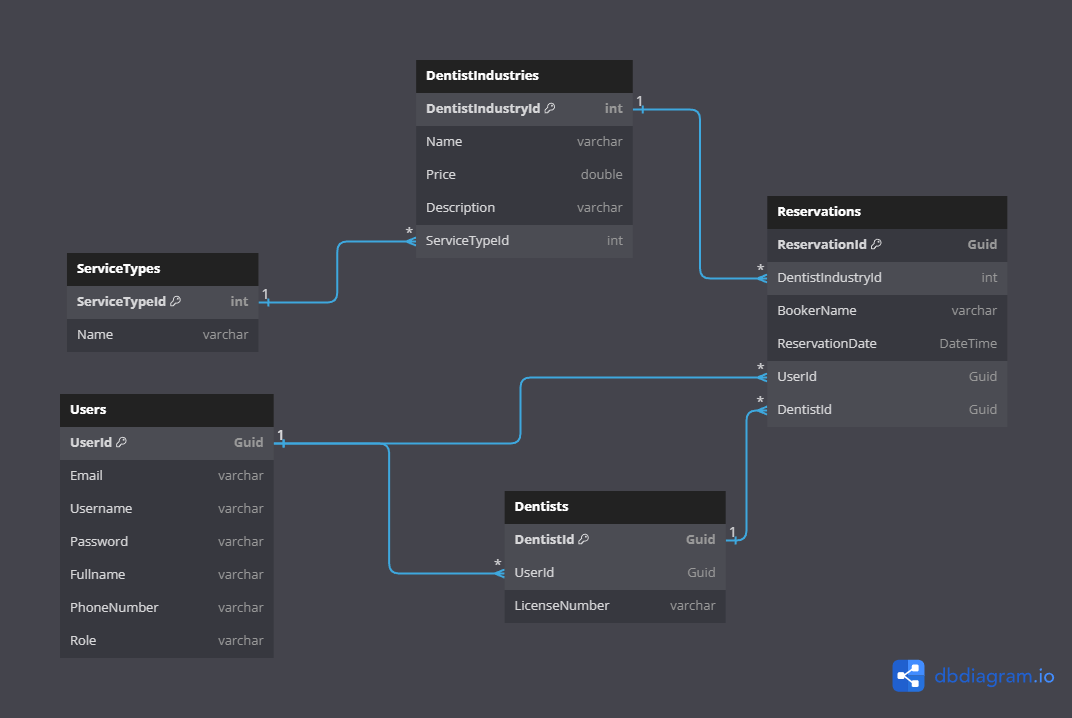 DentistIndustries
DentistIndustryId int
Name varchar
Price double
Description varchar
ServiceTypeId int
1
*
ServiceTypes
ServiceTypeId int
Name varchar
1
Reservations
ReservationId Guid
DentistIndustryId int
BookerName varchar
ReservationDate DateTime
UserId Guid
DentistId Guid
*
*
*
Users
UserId Guid
Email varchar
Username varchar
Password varchar
Fullname varchar
PhoneNumber varchar
Role varchar
1
Dentists
DentistId Guid
UserId Guid
LicenseNumber varchar
1
*
dbdiagram.io